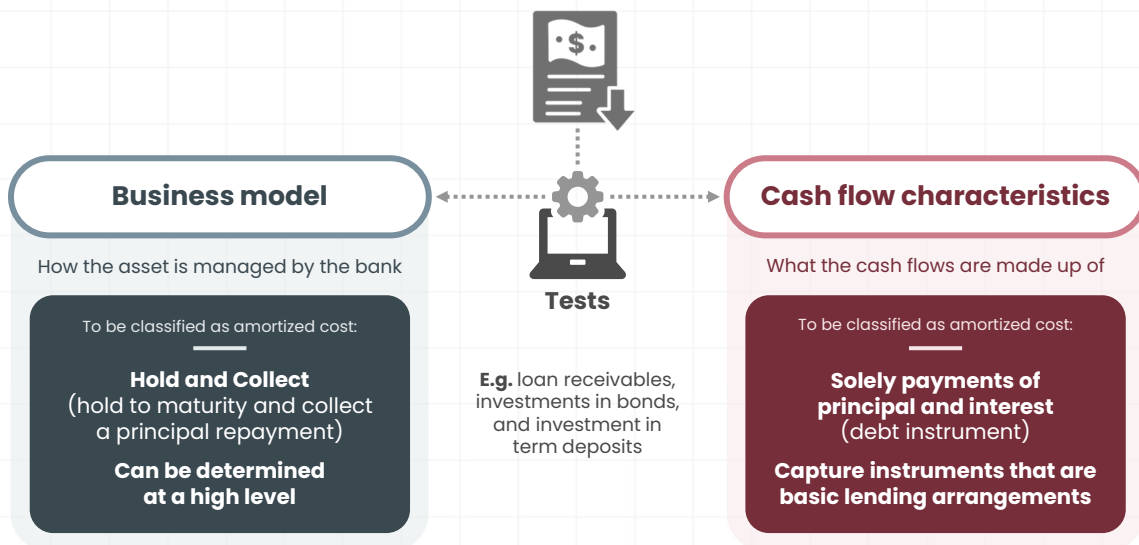 $
Business model
How the asset is managed by the bank
To be classified as amortized cost:
Hold and Collect
(hold to maturity and collect
a principal repayment)
Can be determined
at a high level
Tests
E.g. loan receivables,
investments in bonds,
and investment in
term deposits
Cash flow characteristics
What the cash flows are made up of
To be classified as amortized cost:
Solely payments of
principal and interest
(debt instrument)
Capture instruments that are
basic lending arrangements